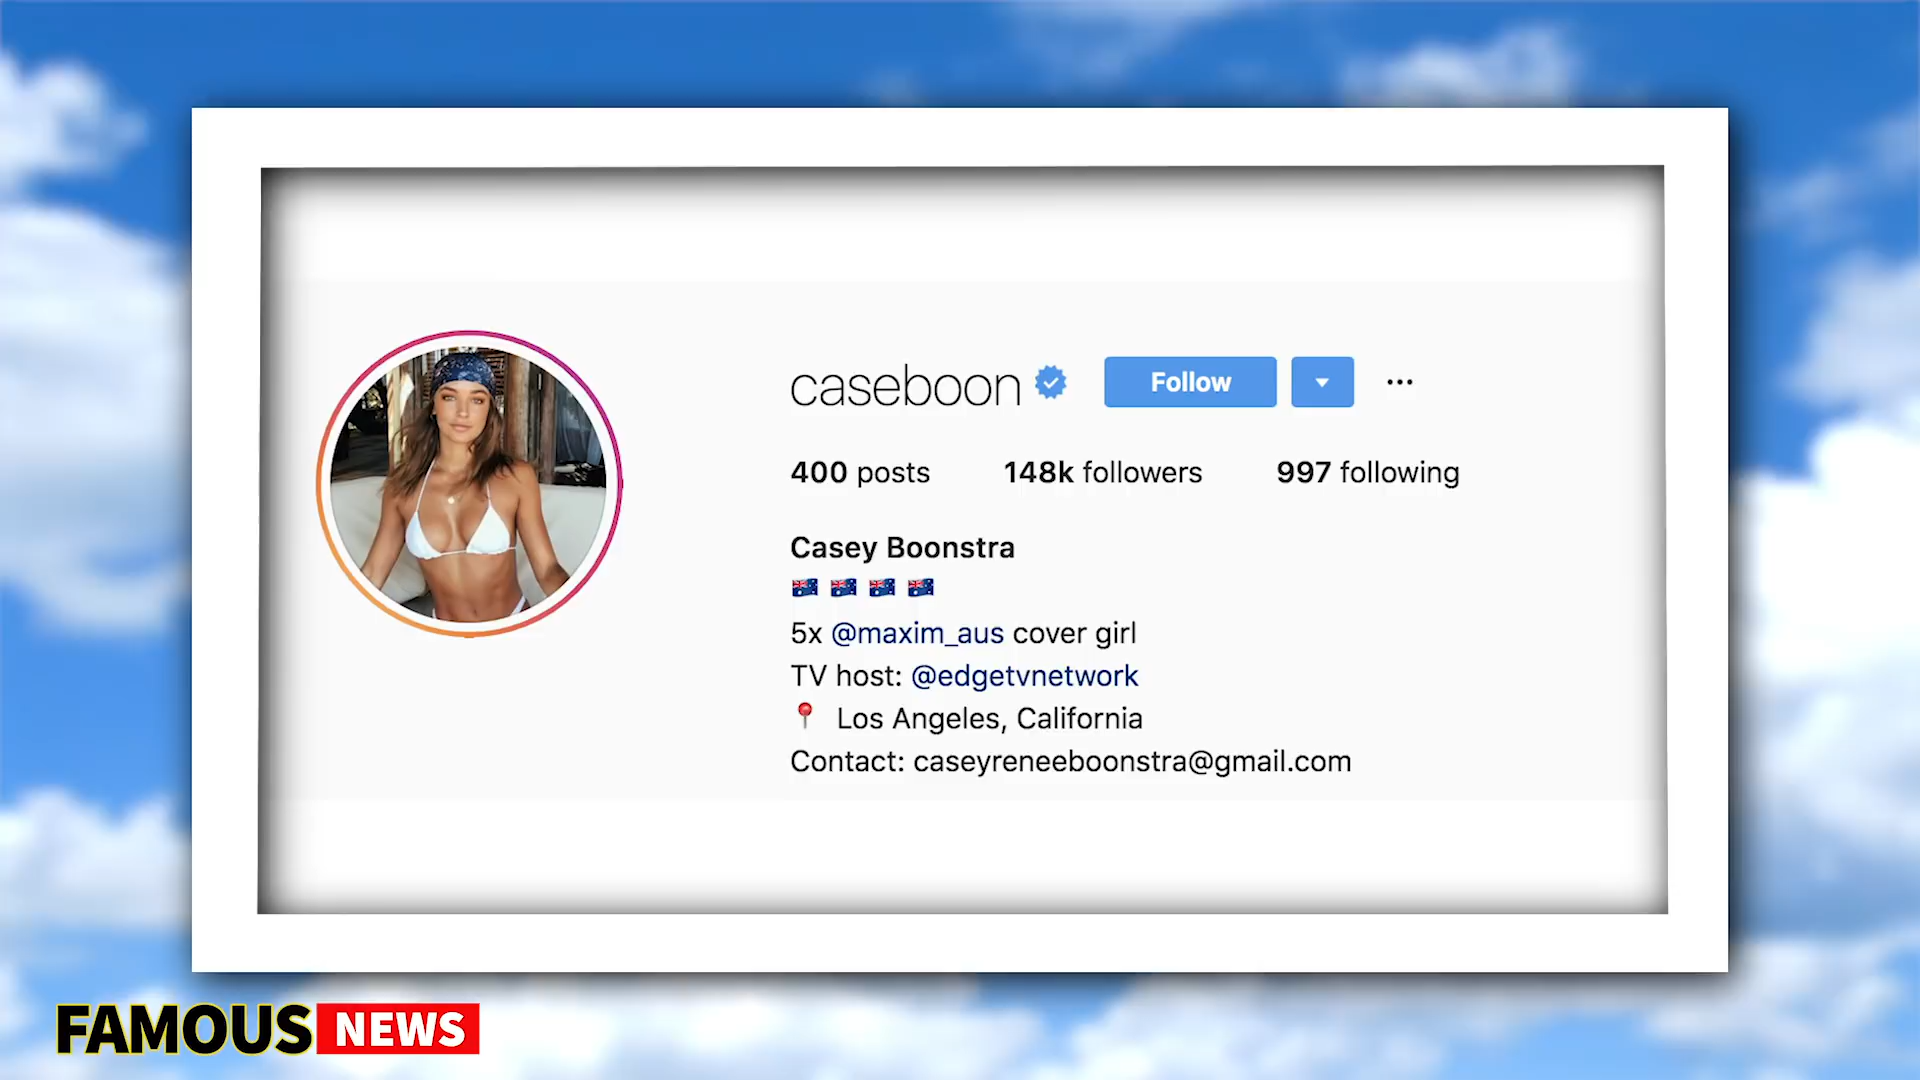 caseboon Follow
400 posts 148k followers 997 following
Casey Boonstra
🇦🇺 🇦🇺 🇦🇺 🇦🇺
5x @maxim_aus cover girl
TV host: @edgetvnetwork
📍 Los Angeles, California
Contact: caseyreneeboonstra@gmail.com
FAMOUS NEWS